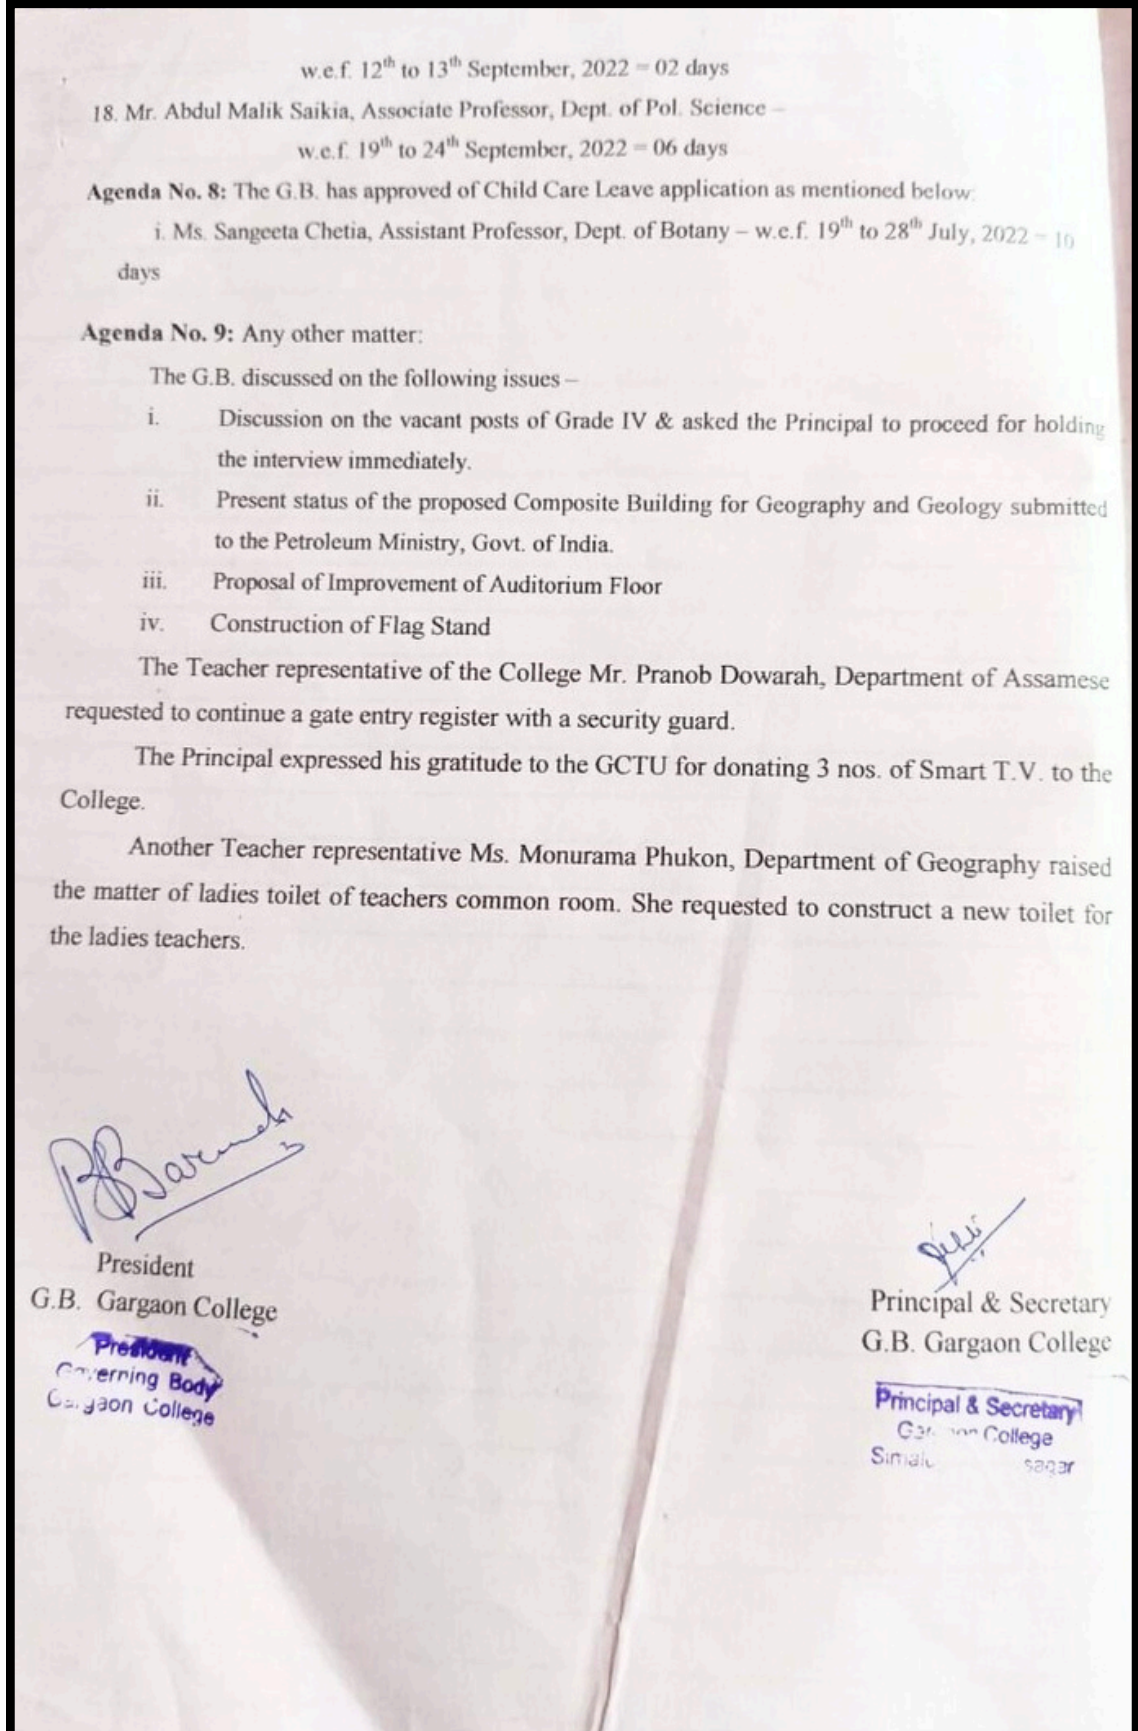 w.e.f. 12th to 13th September, 2022 = 02 days
18. Mr. Abdul Malik Saikia, Associate Professor, Dept. of Pol. Science –
w.e.f. 19th to 24th September, 2022 = 06 days
Agenda No. 8: The G.B. has approved of Child Care Leave application as mentioned below:
i. Ms. Sangeeta Chetia, Assistant Professor, Dept. of Botany – w.e.f. 19th to 28th July, 2022 – 10
days
Agenda No. 9: Any other matter:
The G.B. discussed on the following issues –
i. Discussion on the vacant posts of Grade IV & asked the Principal to proceed for holding
the interview immediately.
ii. Present status of the proposed Composite Building for Geography and Geology submitted
to the Petroleum Ministry, Govt. of India.
iii. Proposal of Improvement of Auditorium Floor
iv. Construction of Flag Stand
The Teacher representative of the College Mr. Pranob Dowarah, Department of Assamese
requested to continue a gate entry register with a security guard.
The Principal expressed his gratitude to the GCTU for donating 3 nos. of Smart T.V. to the
College.
Another Teacher representative Ms. Monurama Phukon, Department of Geography raised
the matter of ladies toilet of teachers common room. She requested to construct a new toilet for
the ladies teachers.
President
G.B. Gargaon College
President
Governing Body
Gargaon College
Principal & Secretary
G.B. Gargaon College
Principal & Secretary
College